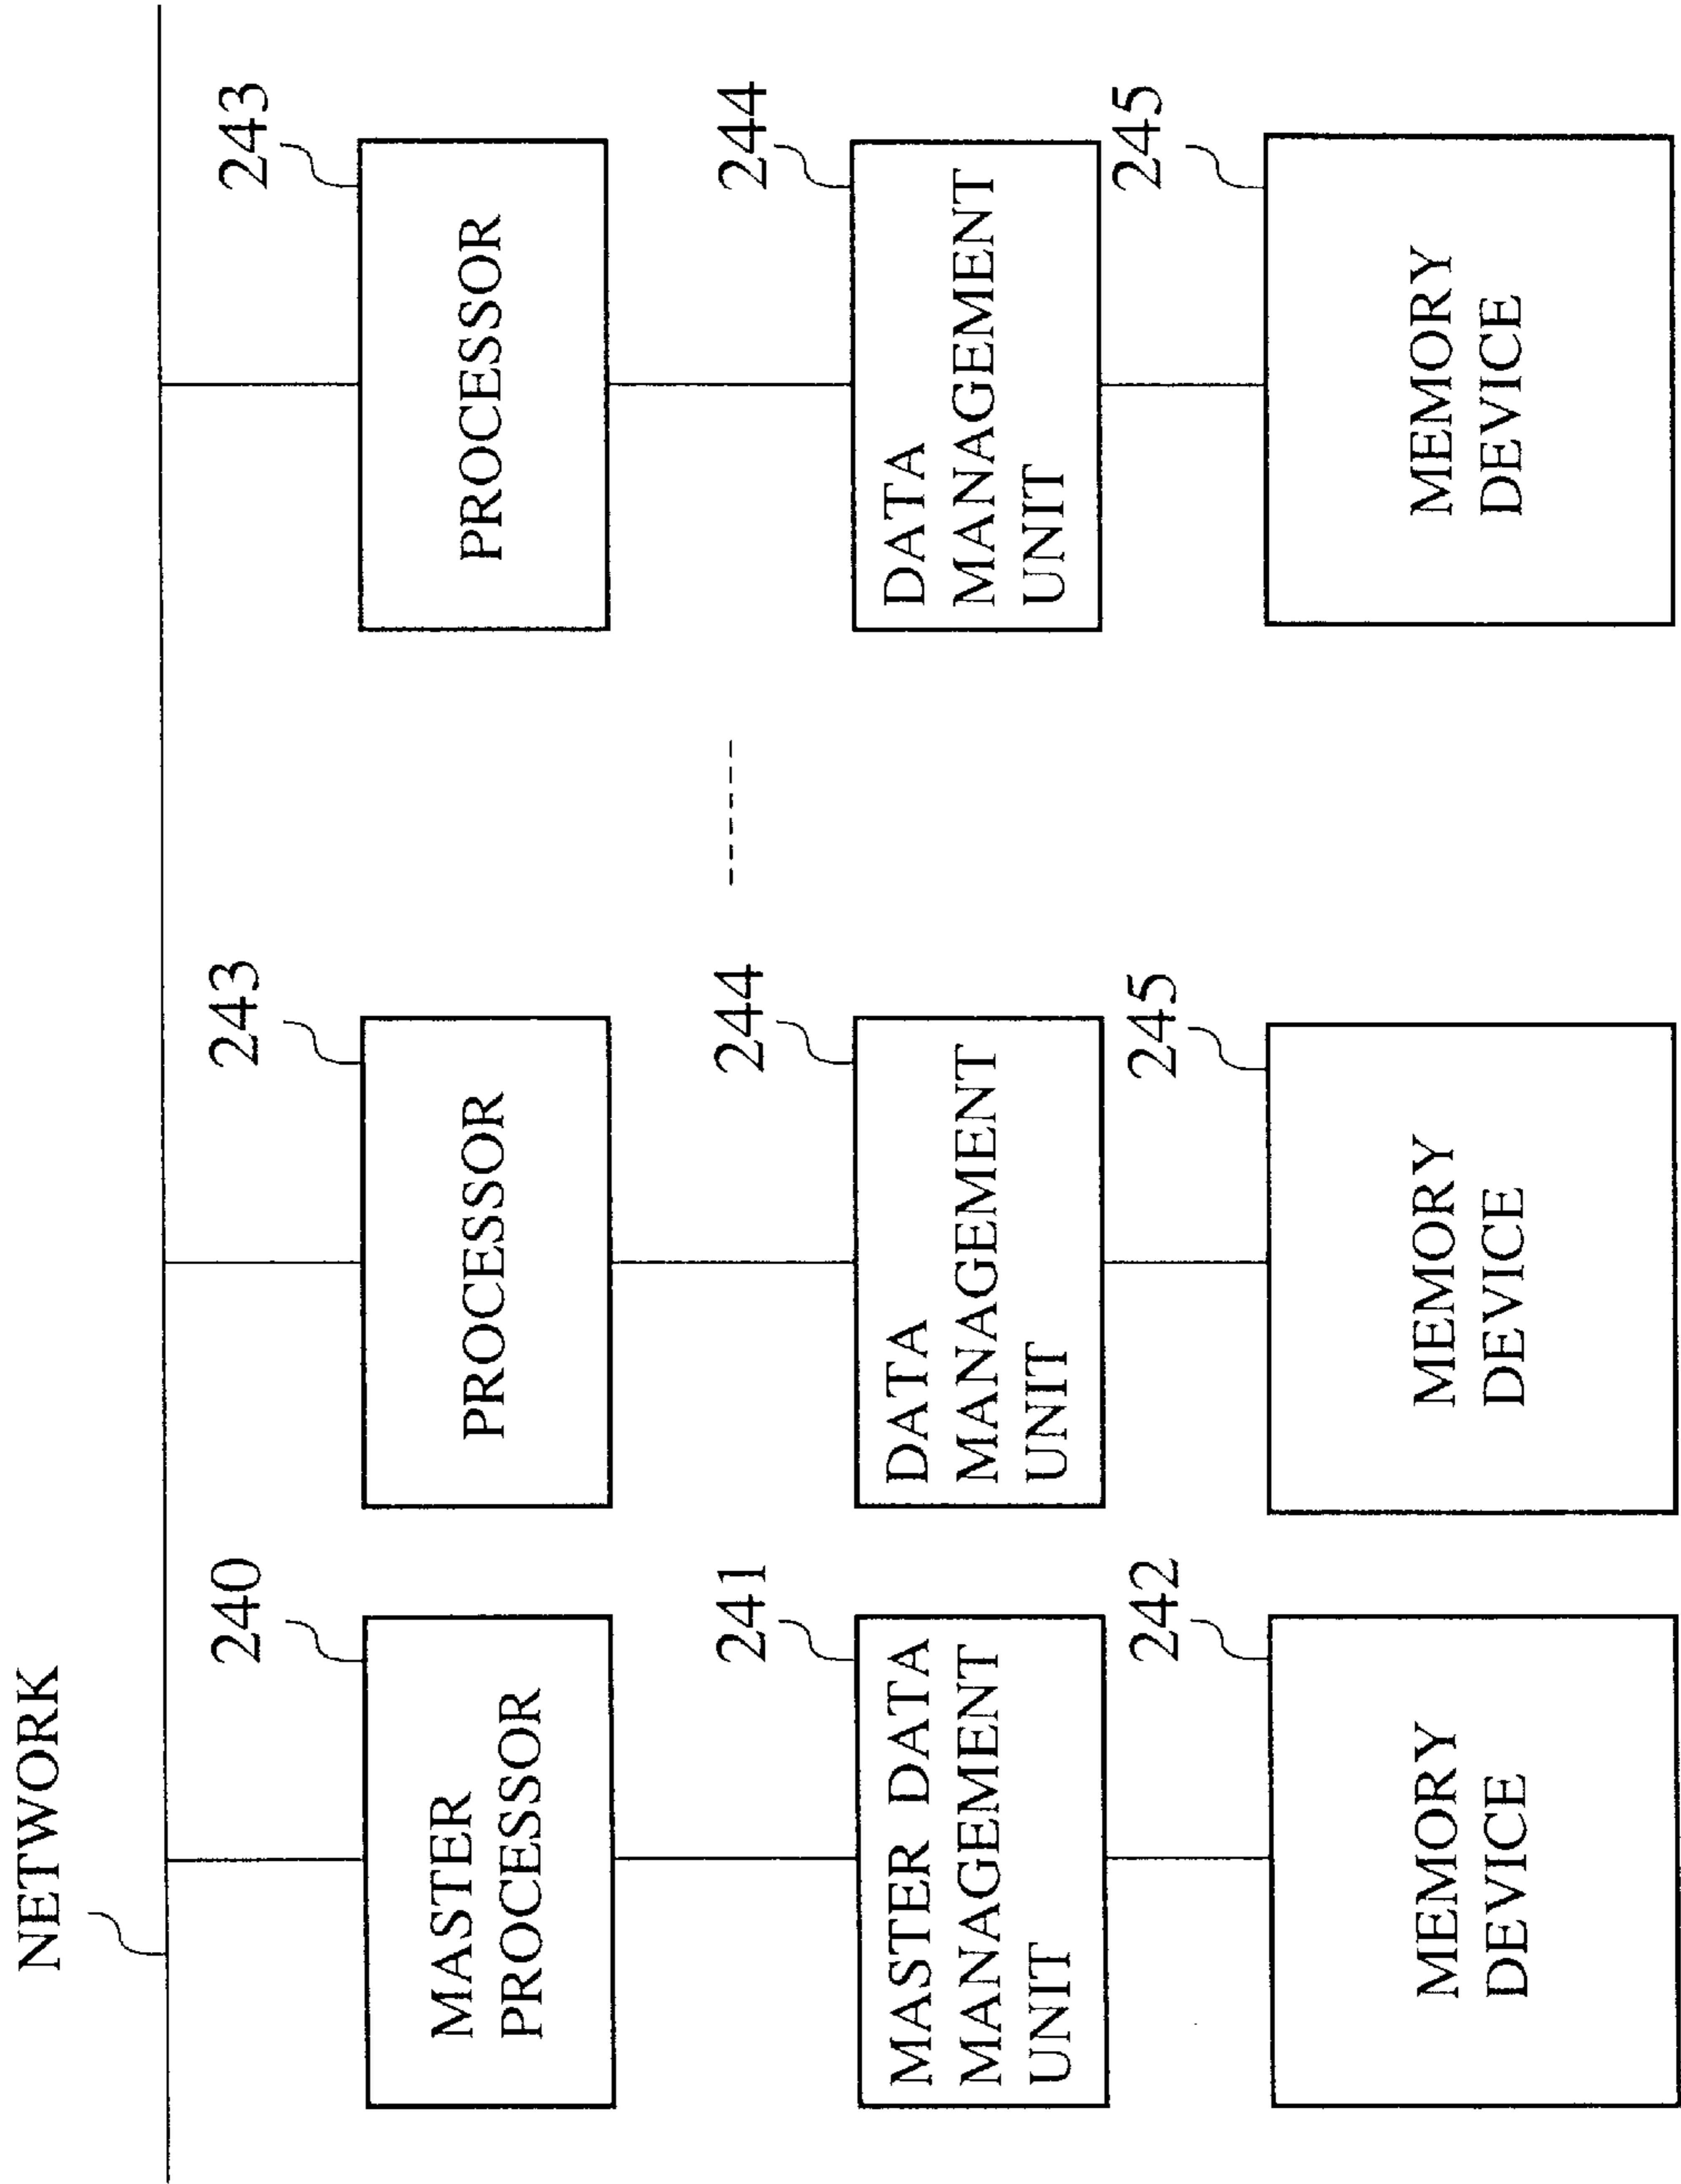 NETWORK
240
MASTER
PROCESSOR
241
MASTER DATA
MANAGEMENT
UNIT
242
MEMORY
DEVICE
243
PROCESSOR
244
DATA
MANAGEMENT
UNIT
245
MEMORY
DEVICE
243
PROCESSOR
244
DATA
MANAGEMENT
UNIT
245
MEMORY
DEVICE